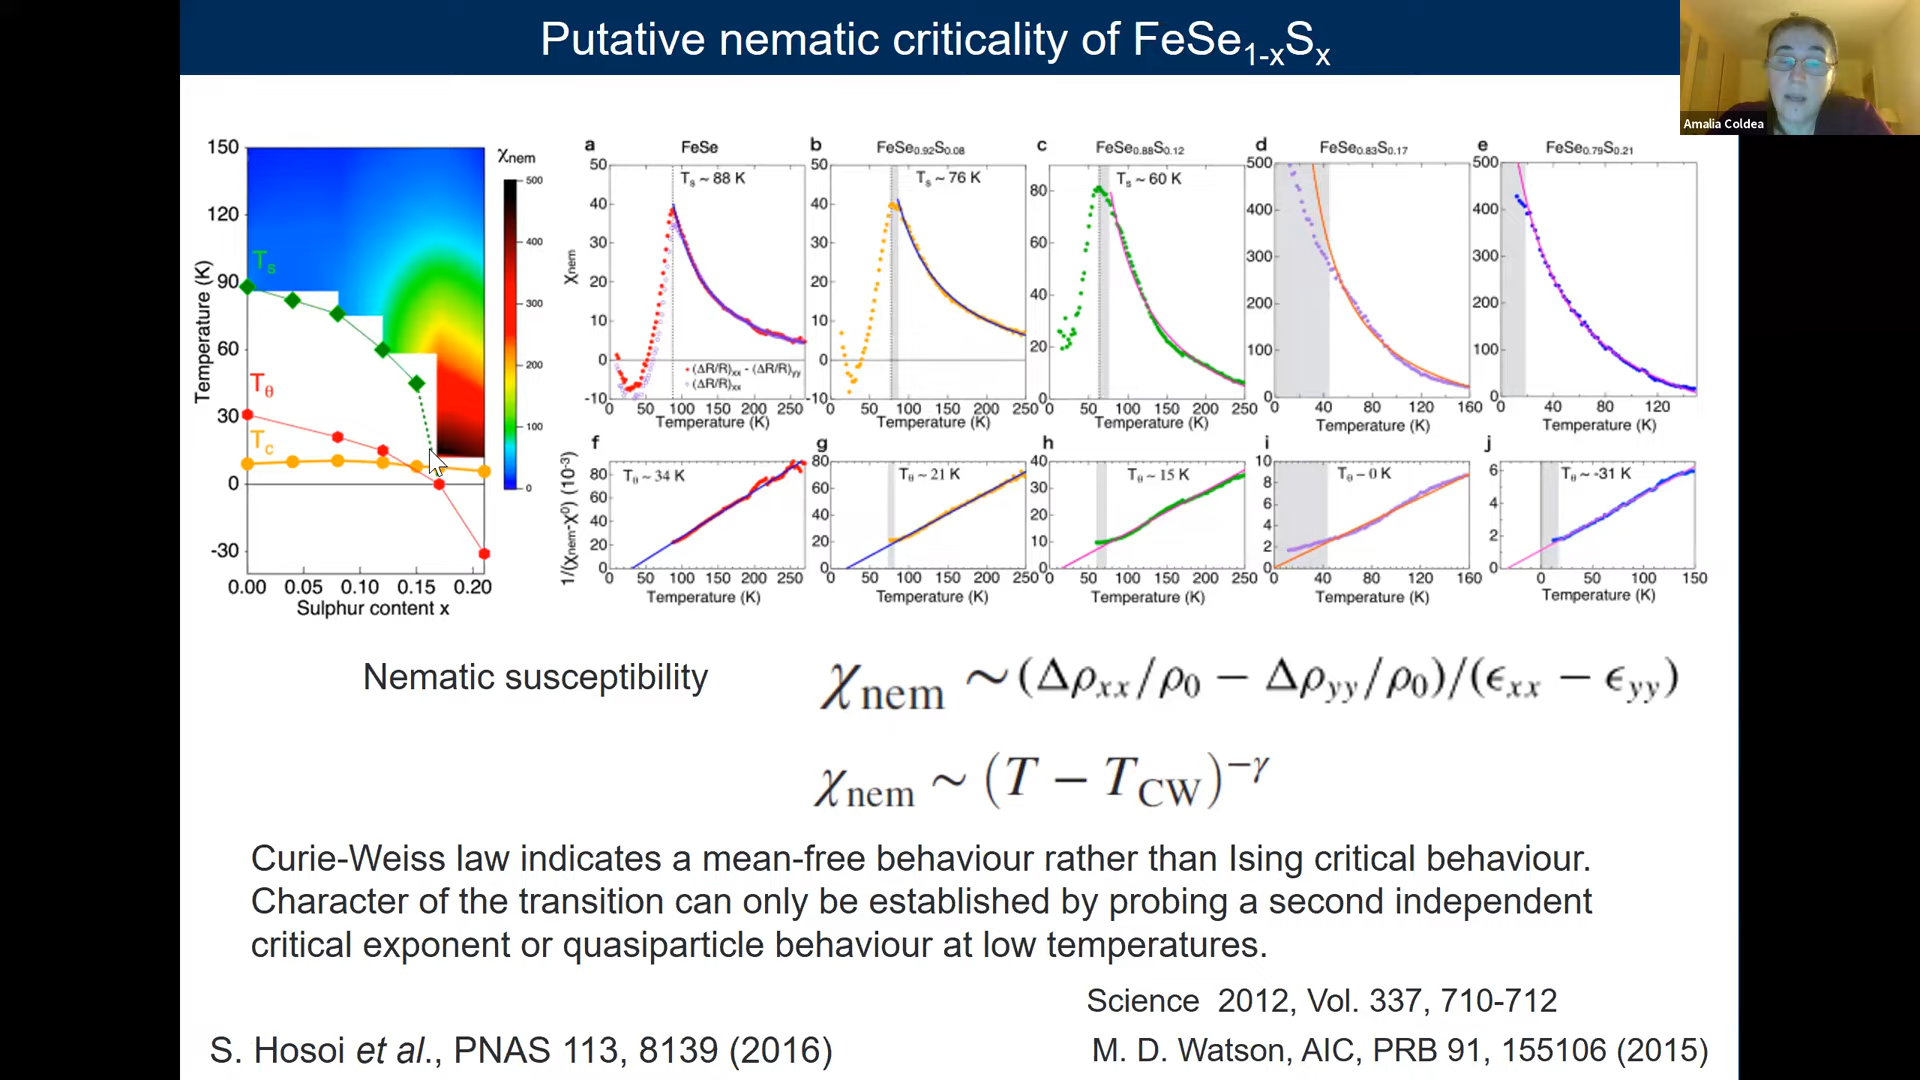 Putative nematic criticality of FeSe1-xSx
Amalia Coldea
150
120
90
60
30
0
-30
Temperature (K)
Ts
Tθ
Tc
0.00 0.05 0.10 0.15 0.20
Sulphur content x
χnem
500
400
300
200
100
0
a FeSe
Ts ~ 88 K
50
40
30
20
10
0
-10
χnem
(ΔR/R)xx - (ΔR/R)yy
(ΔR/R)xx
0 50 100 150 200 250
Temperature (K)
b FeSe0.92S0.08
Ts ~ 76 K
50
40
30
20
10
0
-10
0 50 100 150 200 250
Temperature (K)
c FeSe0.88S0.12
Ts ~ 60 K
80
60
40
20
0
0 50 100 150 200 250
Temperature (K)
d FeSe0.83S0.17
500
400
300
200
100
0
0 40 80 120 160
Temperature (K)
e FeSe0.79S0.21
500
400
300
200
100
0
0 40 80 120
Temperature (K)
f
Tθ ~ 34 K
80
60
40
20
0
1/(χnem-χ0) (10-3)
0 50 100 150 200 250
Temperature (K)
g
Tθ ~ 21 K
80
60
40
20
0
0 50 100 150 200 250
Temperature (K)
h
Tθ ~ 15 K
40
30
20
10
0
0 50 100 150 200 250
Temperature (K)
i
Tθ ~ 0 K
10
8
6
4
2
0
0 40 80 120 160
Temperature (K)
j
Tθ ~ -31 K
6
4
2
0
0 50 100 150
Temperature (K)
Nematic susceptibility
χnem ~ (Δρxx/ρ0 − Δρyy/ρ0)/(ϵxx − ϵyy)
χnem ~ (T − TCW)−γ
Curie-Weiss law indicates a mean-free behaviour rather than Ising critical behaviour.
Character of the transition can only be established by probing a second independent
critical exponent or quasiparticle behaviour at low temperatures.
Science 2012, Vol. 337, 710-712
S. Hosoi et al., PNAS 113, 8139 (2016)
M. D. Watson, AIC, PRB 91, 155106 (2015)